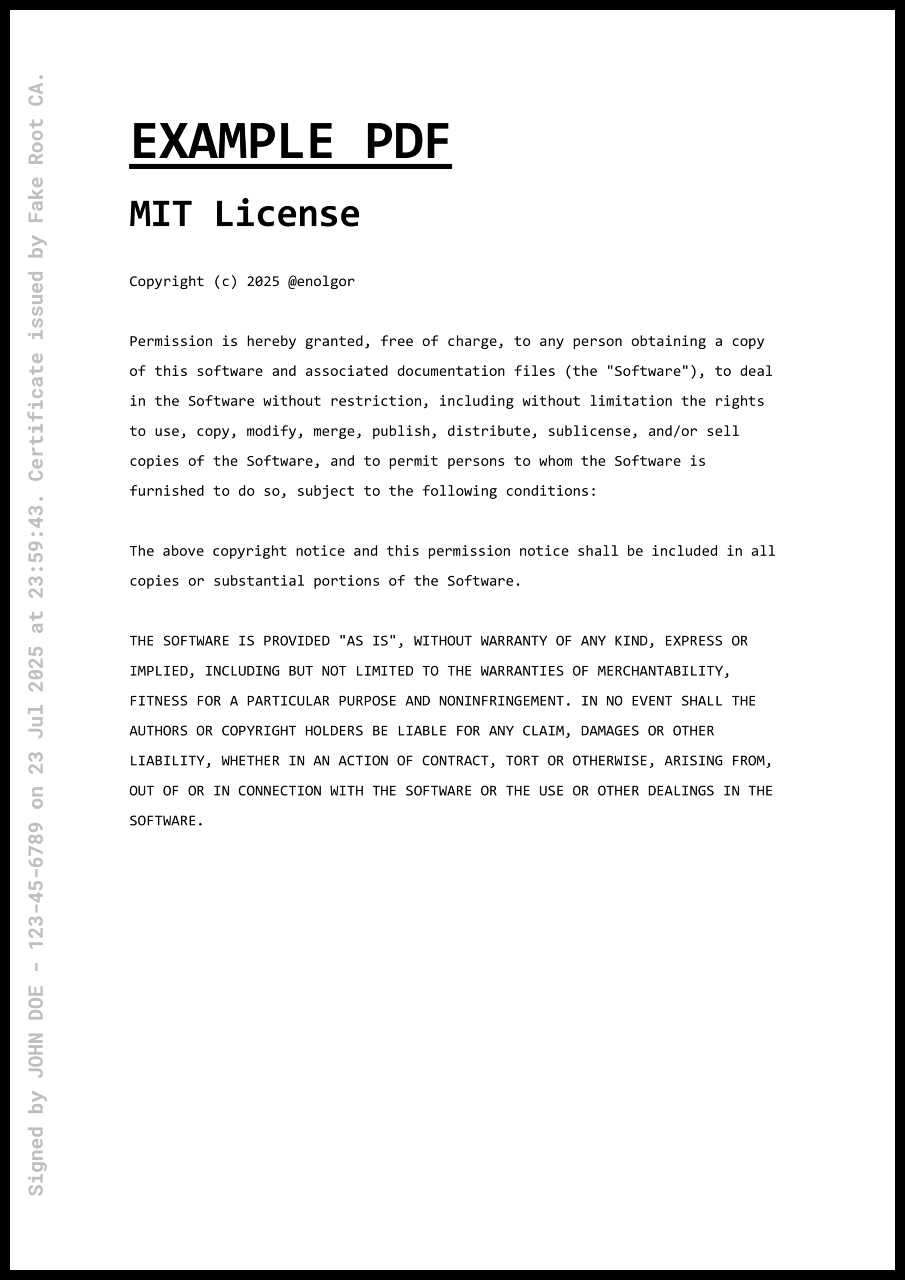 EXAMPLE PDF
MIT License
Copyright (c) 2025 @enolgor
Permission is hereby granted, free of charge, to any person obtaining a copy
of this software and associated documentation files (the "Software"), to deal
in the Software without restriction, including without limitation the rights
to use, copy, modify, merge, publish, distribute, sublicense, and/or sell
copies of the Software, and to permit persons to whom the Software is
furnished to do so, subject to the following conditions:
The above copyright notice and this permission notice shall be included in all
copies or substantial portions of the Software.
THE SOFTWARE IS PROVIDED "AS IS", WITHOUT WARRANTY OF ANY KIND, EXPRESS OR
IMPLIED, INCLUDING BUT NOT LIMITED TO THE WARRANTIES OF MERCHANTABILITY,
FITNESS FOR A PARTICULAR PURPOSE AND NONINFRINGEMENT. IN NO EVENT SHALL THE
AUTHORS OR COPYRIGHT HOLDERS BE LIABLE FOR ANY CLAIM, DAMAGES OR OTHER
LIABILITY, WHETHER IN AN ACTION OF CONTRACT, TORT OR OTHERWISE, ARISING FROM,
OUT OF OR IN CONNECTION WITH THE SOFTWARE OR THE USE OR OTHER DEALINGS IN THE
SOFTWARE.
Signed by JOHN DOE - 123-45-6789 on 23 Jul 2025 at 23:59:43. Certificate issued by Fake Root CA.